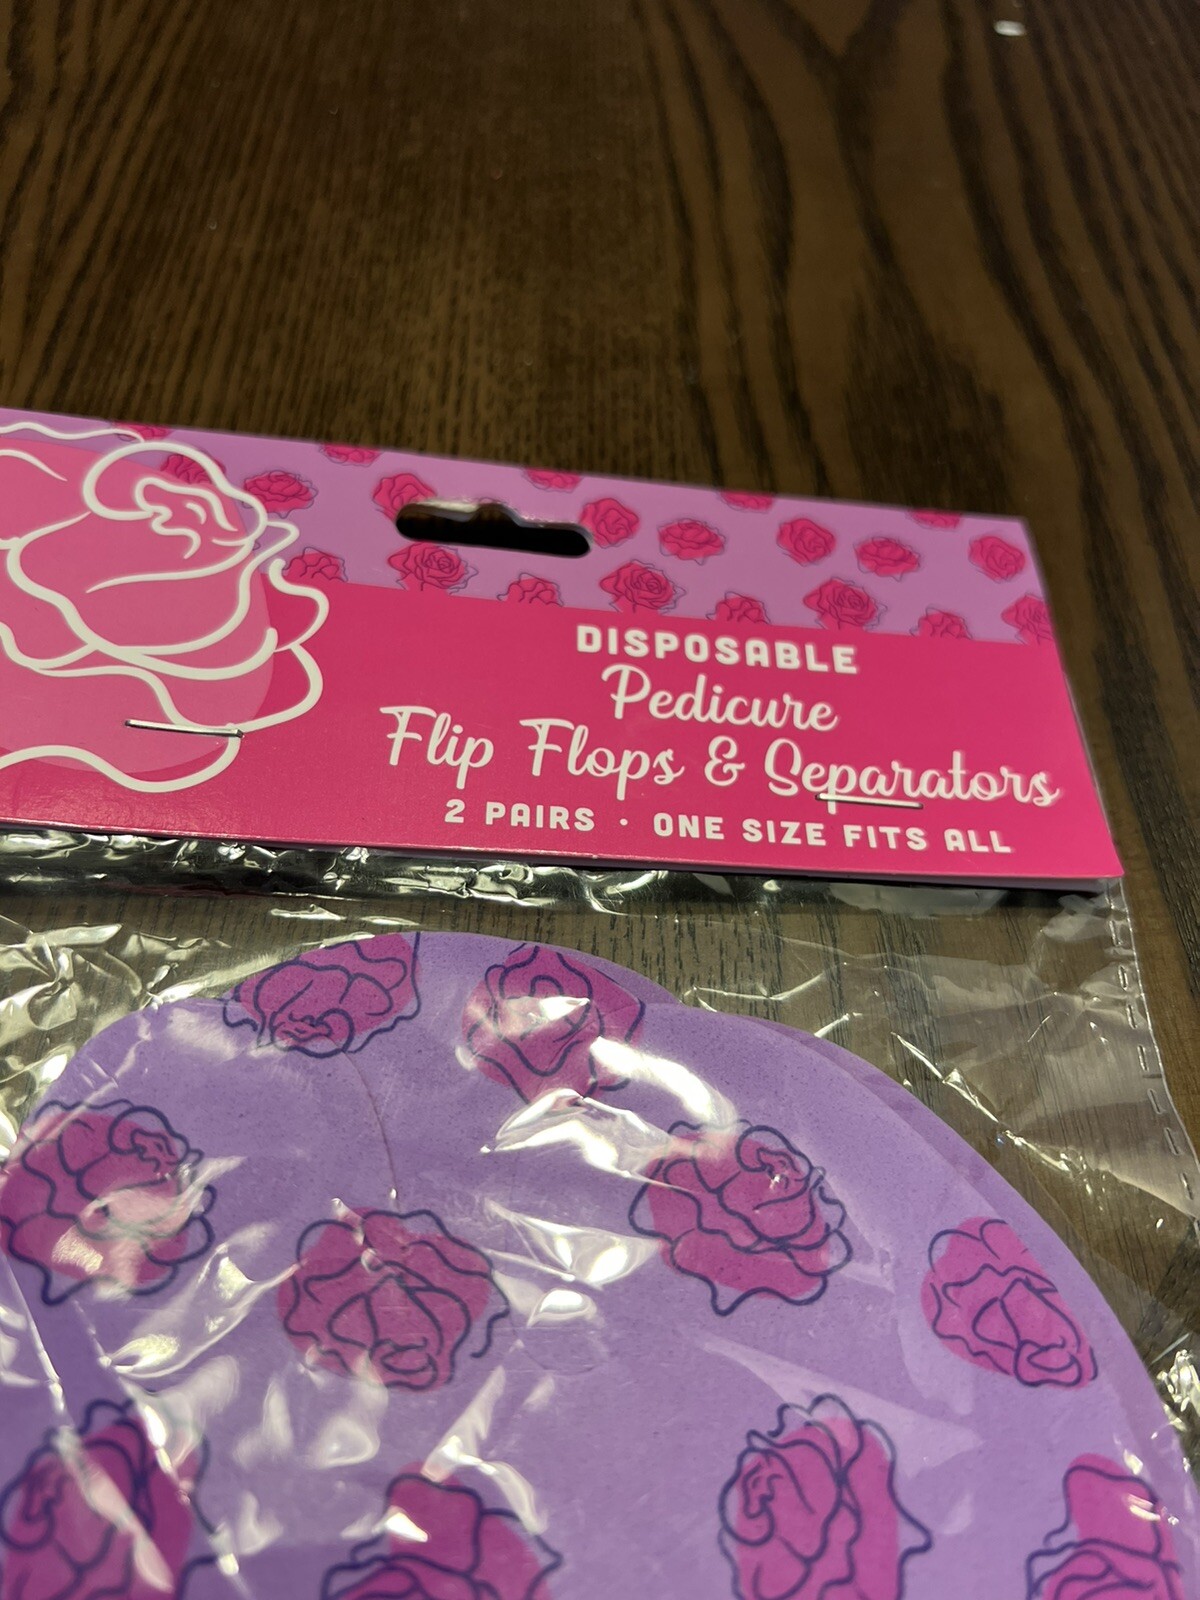 DISPOSABLE
Pedicure
Flip Flops & Separators
2 PAIRS · ONE SIZE FITS ALL